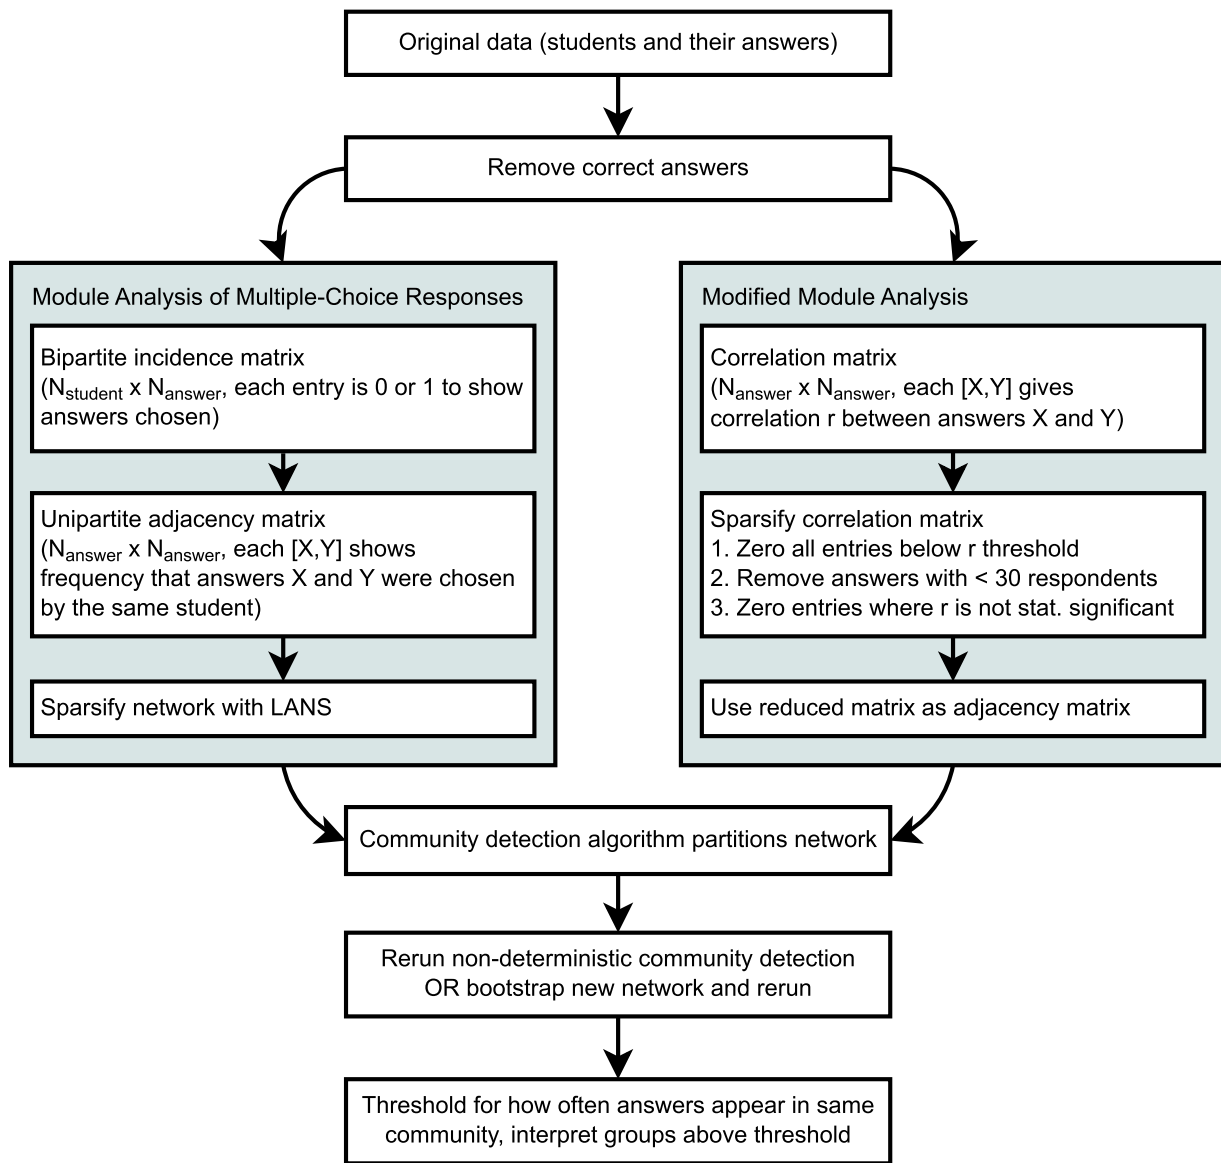 Original data (students and their answers)
Remove correct answers
Module Analysis of Multiple-Choice Responses
Bipartite incidence matrix
(Nstudent x Nanswer, each entry is 0 or 1 to show
answers chosen)
Unipartite adjacency matrix
(Nanswer x Nanswer, each [X,Y] shows
frequency that answers X and Y were chosen
by the same student)
Sparsify network with LANS
Modified Module Analysis
Correlation matrix
(Nanswer x Nanswer, each [X,Y] gives
correlation r between answers X and Y)
Sparsify correlation matrix
1. Zero all entries below r threshold
2. Remove answers with < 30 respondents
3. Zero entries where r is not stat. significant
Use reduced matrix as adjacency matrix
Community detection algorithm partitions network
Rerun non-deterministic community detection
OR bootstrap new network and rerun
Threshold for how often answers appear in same
community, interpret groups above threshold